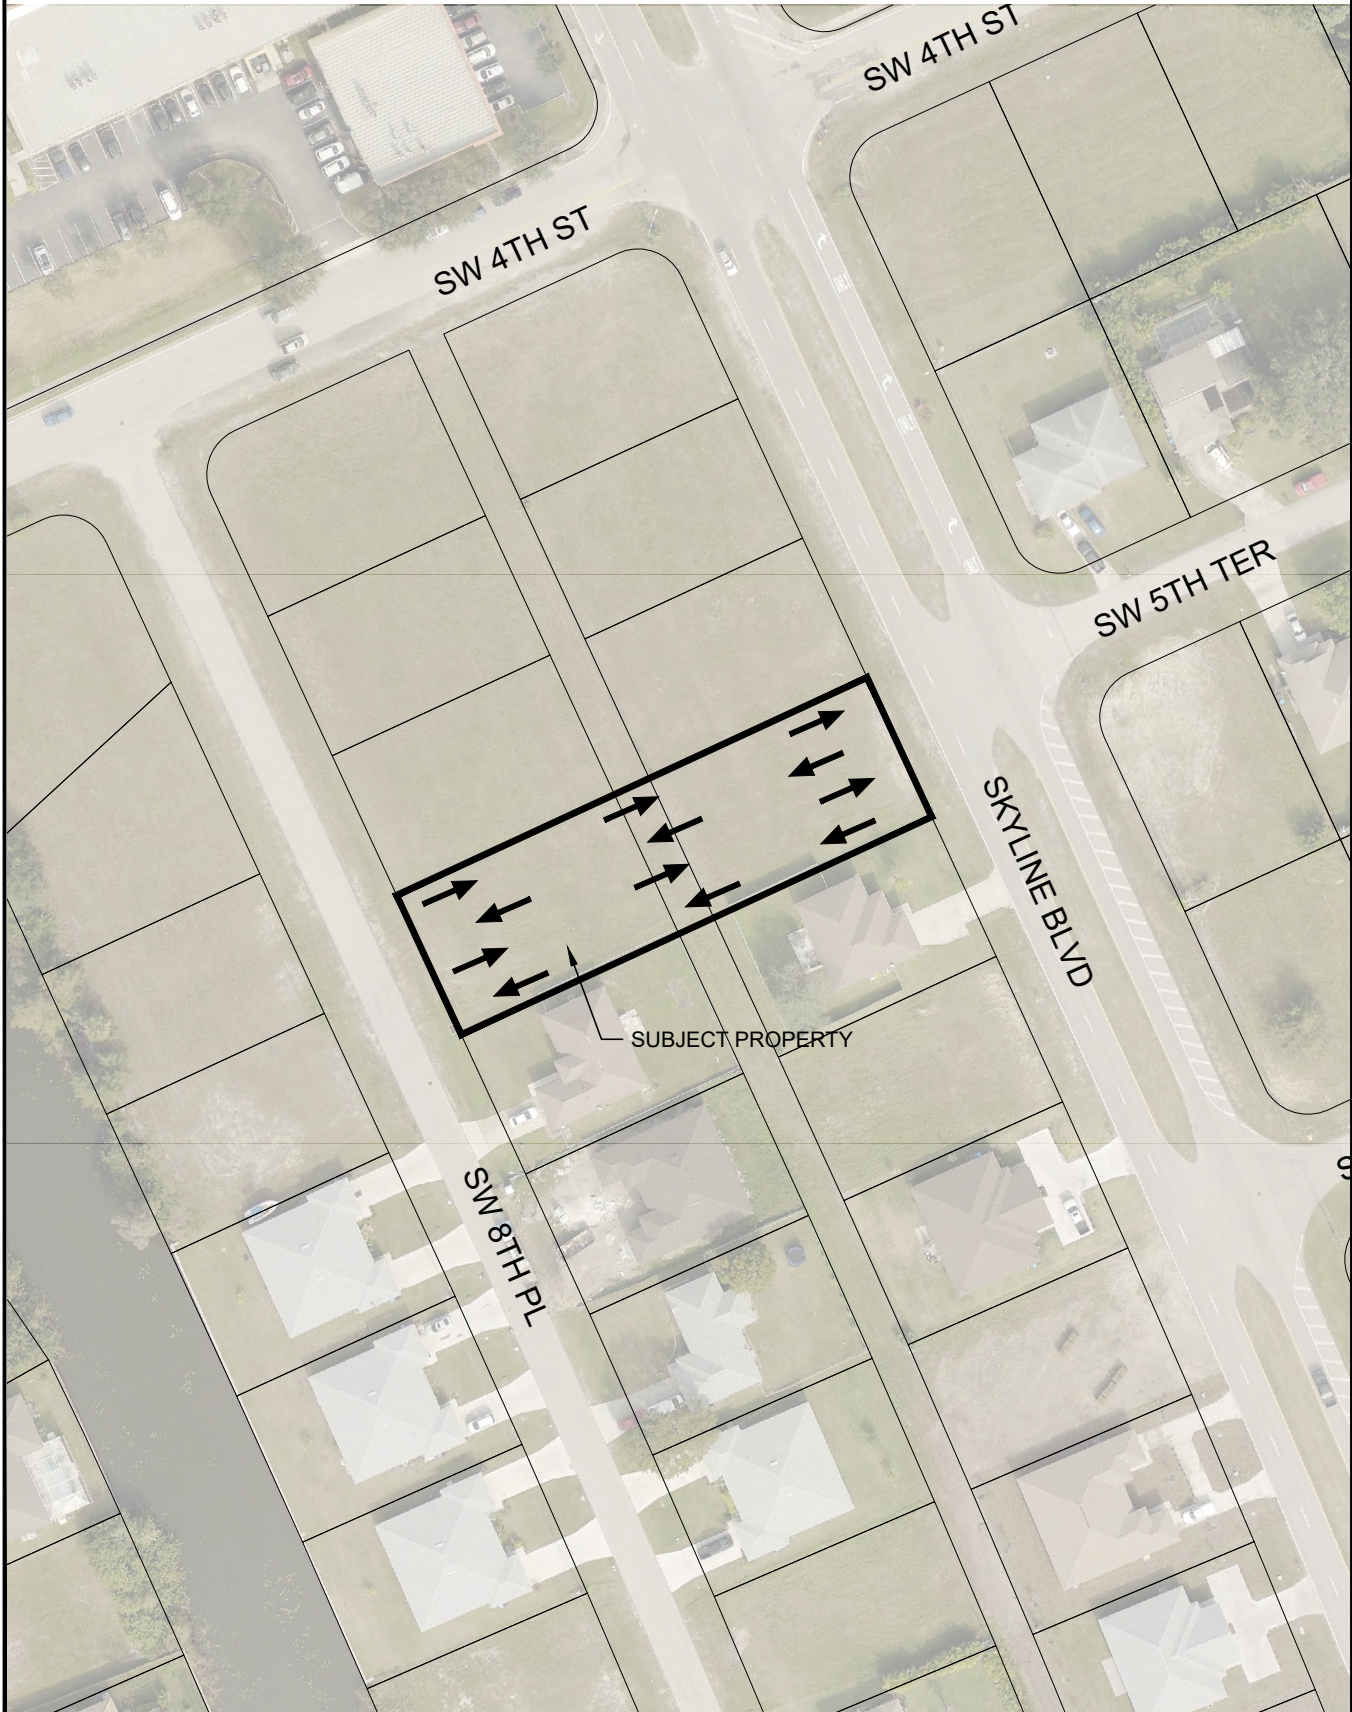 SW 4TH ST
SW 4TH ST
SW 5TH TER
SKYLINE BLVD
SUBJECT PROPERTY
SW 8TH PL